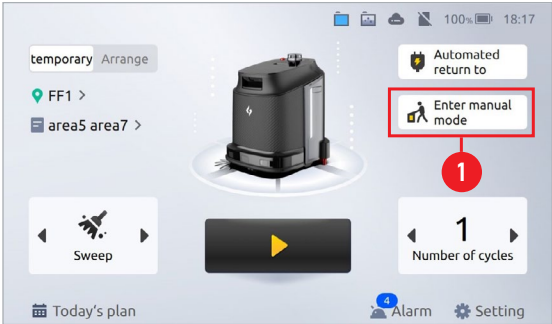 100% 18:17
temporary Arrange
Automated
return to
FF1 >
Enter manual
mode
area5 area7 >
1
Sweep
1
Number of cycles
Today's plan
4
Alarm
Setting